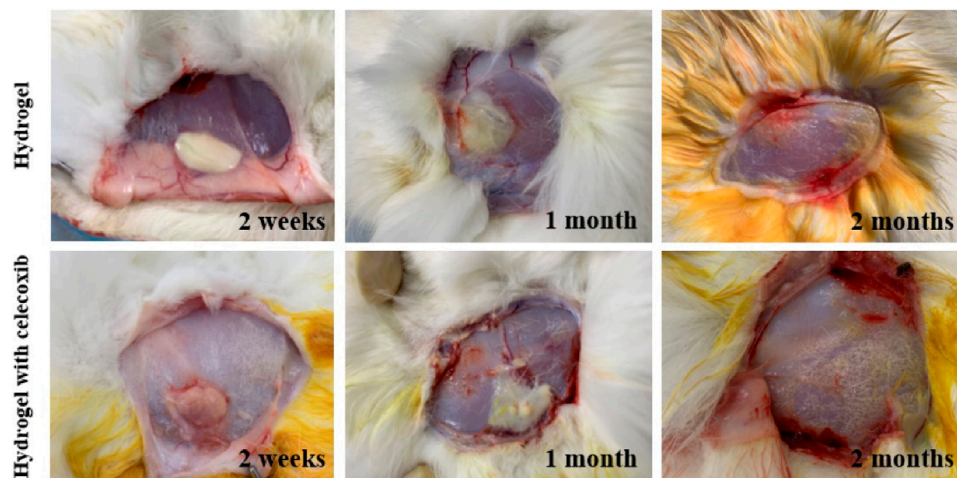 Hydrogel
2 weeks
1 month
2 months
Hydrogel with celecoxib
2 weeks
1 month
2 months